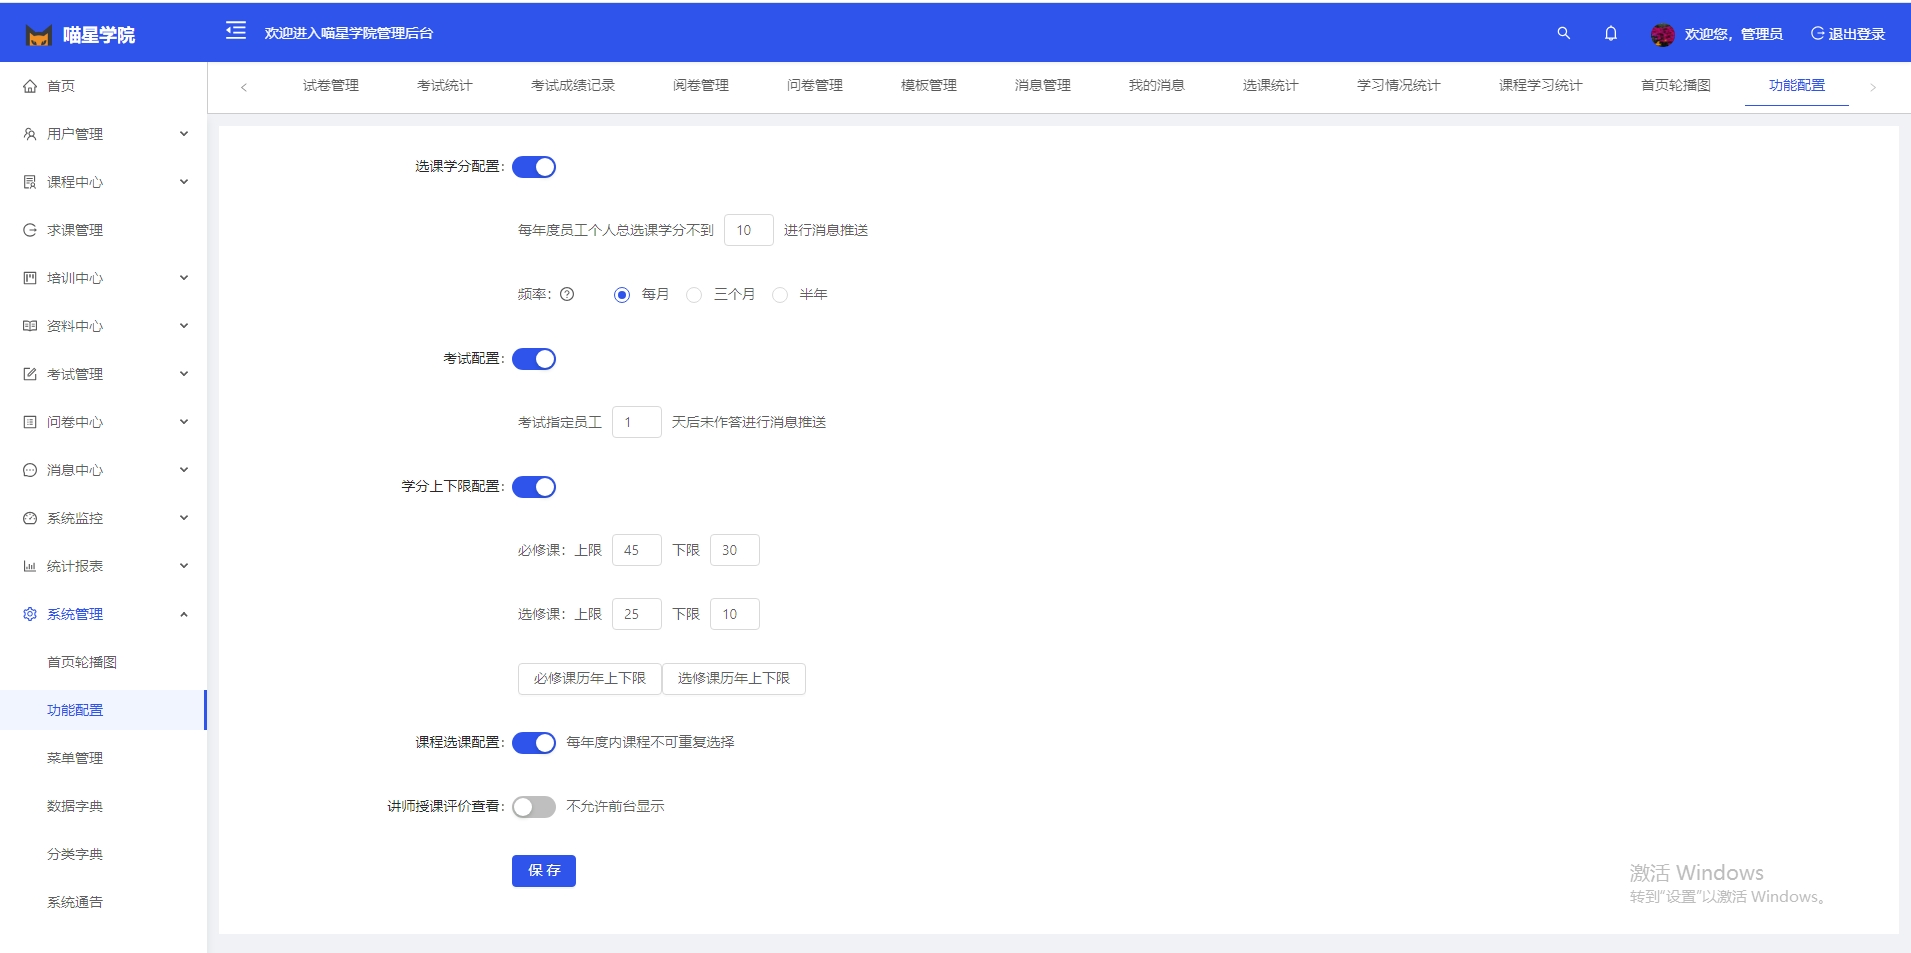 喵星学院
欢迎进入喵星学院管理后台
欢迎您，管理员
退出登录
首页
用户管理
课程中心
求课管理
培训中心
资料中心
考试管理
问卷中心
消息中心
系统监控
统计报表
系统管理
首页轮播图
功能配置
菜单管理
数据字典
分类字典
系统通告
试卷管理 考试统计 考试成绩记录 阅卷管理 问卷管理 模板管理 消息管理 我的消息 选课统计 学习情况统计 课程学习统计 首页轮播图 功能配置
选课学分配置：
每年度员工个人总选课学分不到 10 进行消息推送
频率： 每月 三个月 半年
考试配置：
考试指定员工 1 天后未作答进行消息推送
学分上下限配置：
必修课：上限 45 下限 30
选修课：上限 25 下限 10
必修课历年上下限 选修课历年上下限
课程选课配置： 每年度内课程不可重复选择
讲师授课评价查看： 不允许前台显示
保 存
激活 Windows
转到"设置"以激活 Windows。